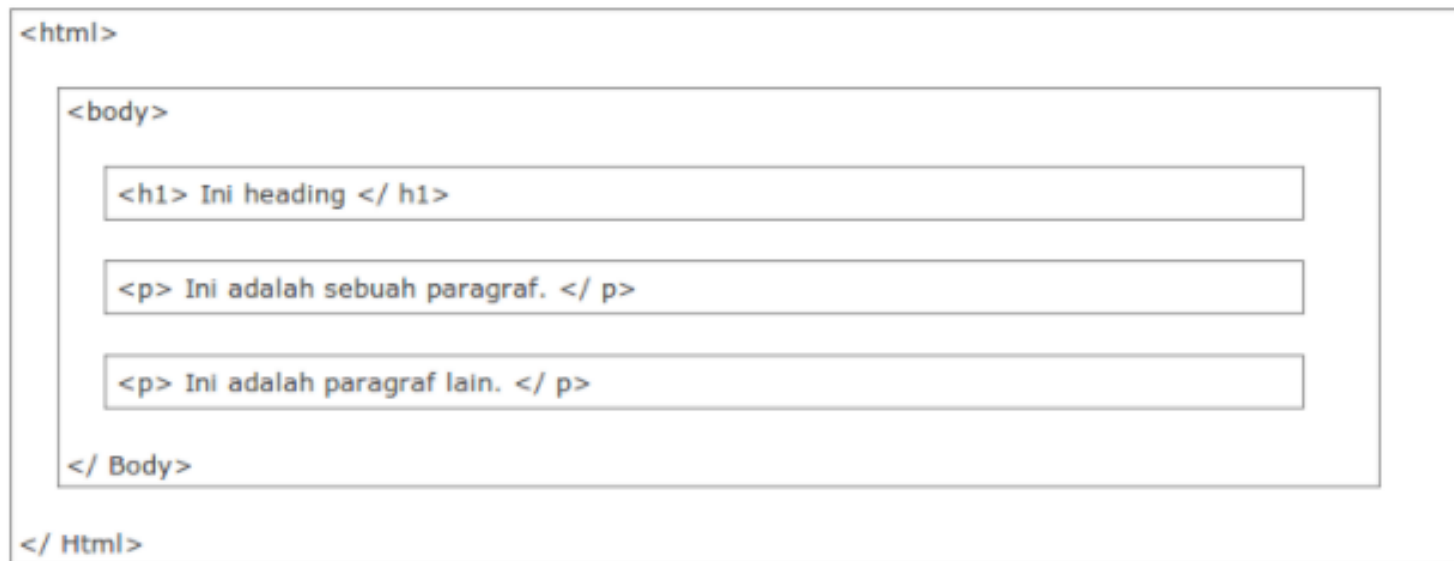 <html>
<body>
<h1> Ini heading </ h1>
<p> Ini adalah sebuah paragraf. </ p>
<p> Ini adalah paragraf lain. </ p>
</ Body>
</ Html>